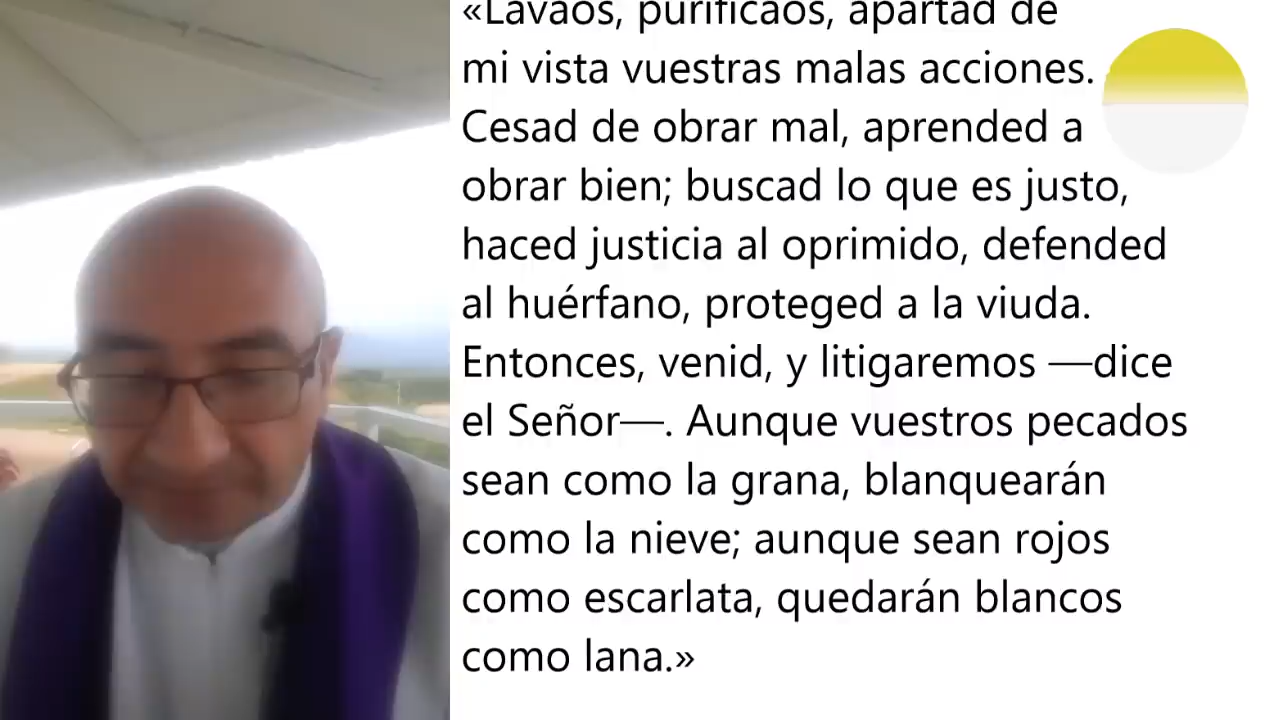 «Lavaos, purificaos, apartad de
mi vista vuestras malas acciones.
Cesad de obrar mal, aprended a
obrar bien; buscad lo que es justo,
haced justicia al oprimido, defended
al huérfano, proteged a la viuda.
Entonces, venid, y litigaremos —dice
el Señor—. Aunque vuestros pecados
sean como la grana, blanquearán
como la nieve; aunque sean rojos
como escarlata, quedarán blancos
como lana.»